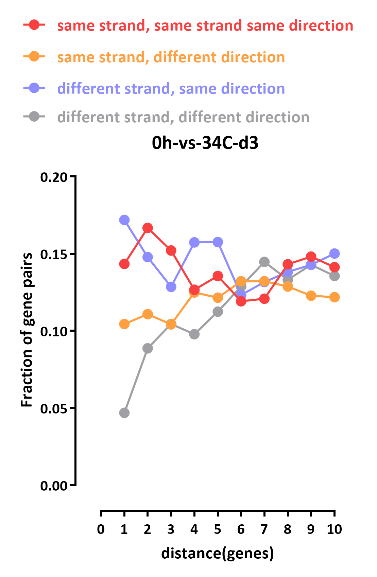 same strand, same strand same direction
same strand, different direction
different strand, same direction
different strand, different direction
0h-vs-34C-d3
0.20
0.15
0.10
0.05
0.00
Fraction of gene pairs
0 1 2 3 4 5 6 7 8 9 10
distance(genes)